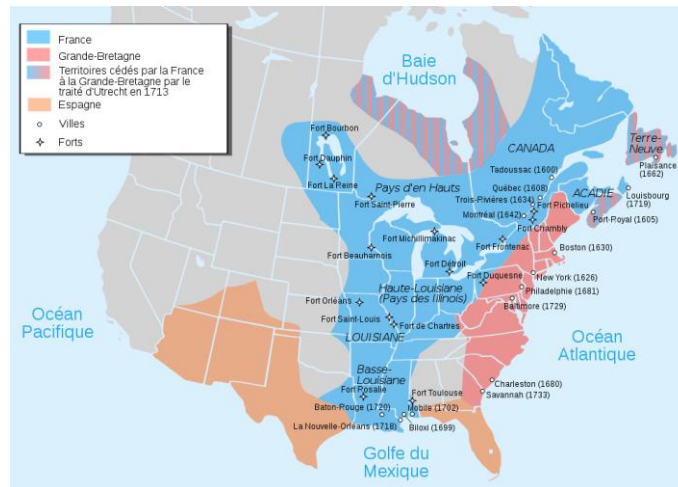 France
Grande-Bretagne
Territoires cédés par la France
à la Grande-Bretagne par le
traité d'Utrecht en 1713
Espagne
Villes
Forts
Baie
d'Hudson
Terre-
Neuve
Plaisance
(1662)
CANADA
Tadoussac (1600)
Québec (1608)
ACADIE
Louisbourg
(1719)
Trois-Rivières (1634)
Fort Richelieu
Montréal (1642)
Port-Royal (1605)
Fort Chambly
Fort Bourbon
Fort Dauphin
Fort La Reine
Pays d'en Hauts
Fort Saint-Pierre
Fort Michillimakinac
Fort Frontenac
Fort Beauharnois
Boston (1630)
Fort Détroit
Fort Duquesne
New York (1626)
Haute-Louisiane
(Pays des Illinois)
Philadelphie (1681)
Baltimore (1729)
Fort Orléans
Océan
Pacifique
Fort Saint-Louis
Fort de Chartres
LOUISIANE
Océan
Atlantique
Basse-
Louisiane
Fort Rosalie
Fort Toulouse
Charleston (1680)
Savannah (1733)
Baton-Rouge (1720)
Mobile (1702)
La Nouvelle-Orléans (1718)
Biloxi (1699)
Golfe du
Mexique